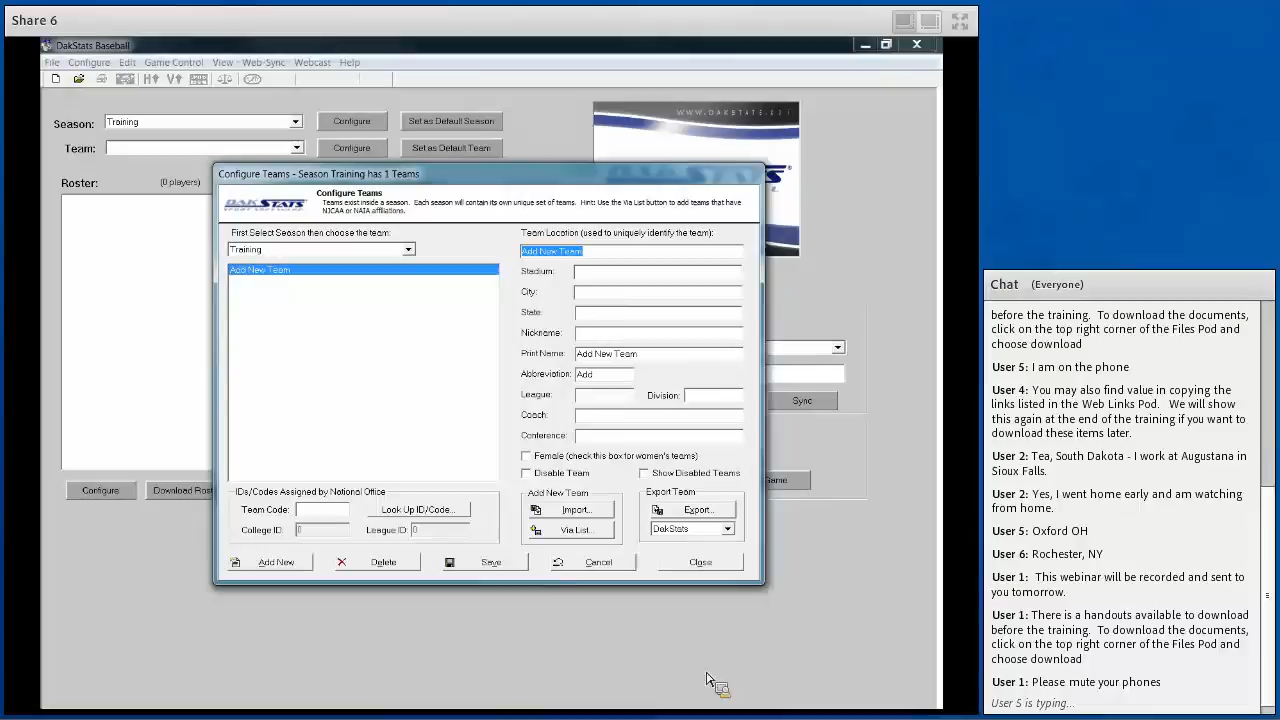 Share 6
DakStats Baseball
File Configure Edit Game Control View Web-Sync Webcast Help
Season: Training Configure Set as Default Season
Team: Configure Set as Default Team
Roster: (0 players)
WWW.DAKSTATS.
Configure Teams - Season Training has 1 Teams
DAKSTATS
Configure Teams
Teams exist inside a season. Each season will contain its own unique set of teams. Hint: Use the Via List button to add teams that have
NJCAA or NAIA affiliations.
First Select Season then choose the team:
Training
Add New Team
Team Location (used to uniquely identify the team):
Add New Team
Stadium:
City:
State:
Nickname:
Print Name: Add New Team
Abbreviation: Add
League: Division:
Coach:
Conference:
Female (check this box for women's teams)
Disable Team Show Disabled Teams
IDs/Codes Assigned by National Office
Team Code: Look Up ID/Code...
College ID: 0 League ID: 0
Add New Team
Import...
Via List...
Export Team
Export...
DakStats
Add New Delete Save Cancel Close
Sync
Game
Configure Download Rost
Chat (Everyone)
before the training. To download the documents,
click on the top right corner of the Files Pod and
choose download
User 5: I am on the phone
User 4: You may also find value in copying the
links listed in the Web Links Pod. We will show
this again at the end of the training if you want to
download these items later.
User 2: Tea, South Dakota - I work at Augustana in
Sioux Falls.
User 2: Yes, I went home early and am watching
from home.
User 5: Oxford OH
User 6: Rochester, NY
User 1: This webinar will be recorded and sent to
you tomorrow.
User 1: There is a handouts available to download
before the training. To download the documents,
click on the top right corner of the Files Pod and
choose download
User 1: Please mute your phones
User 5 is typing...